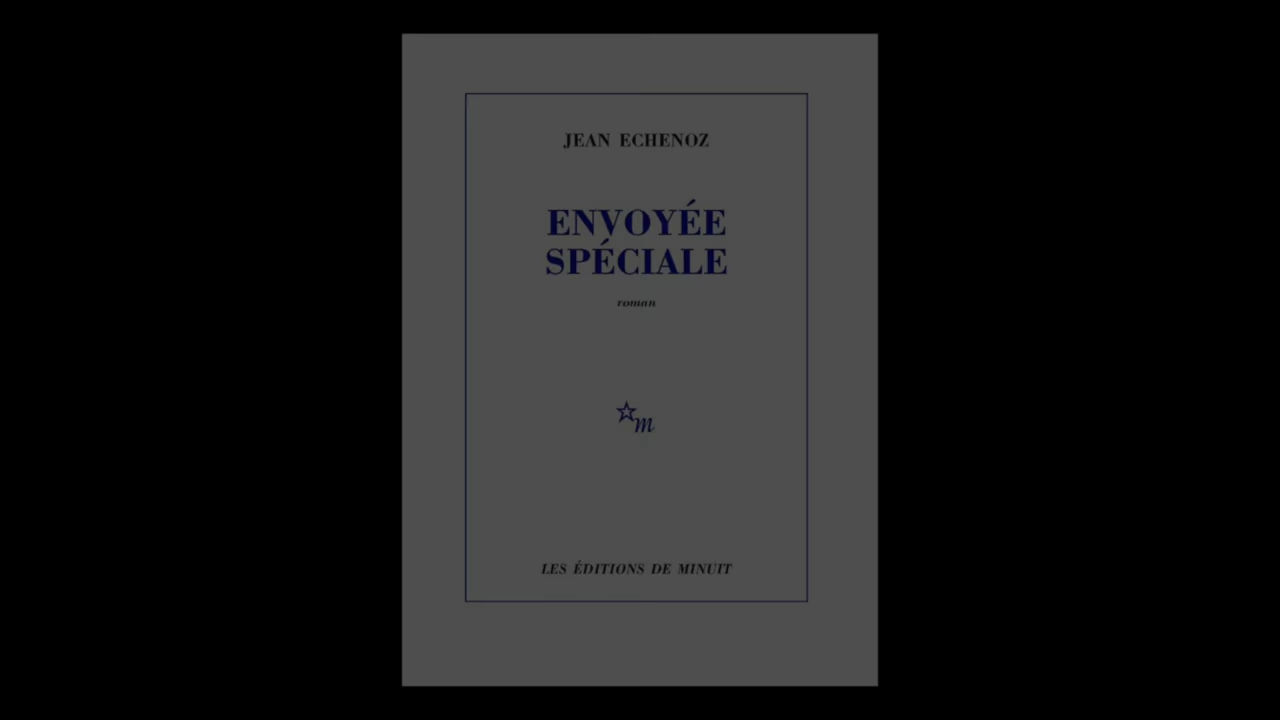 JEAN ECHENOZ
ENVOYÉE
SPÉCIALE
roman
m
LES ÉDITIONS DE MINUIT